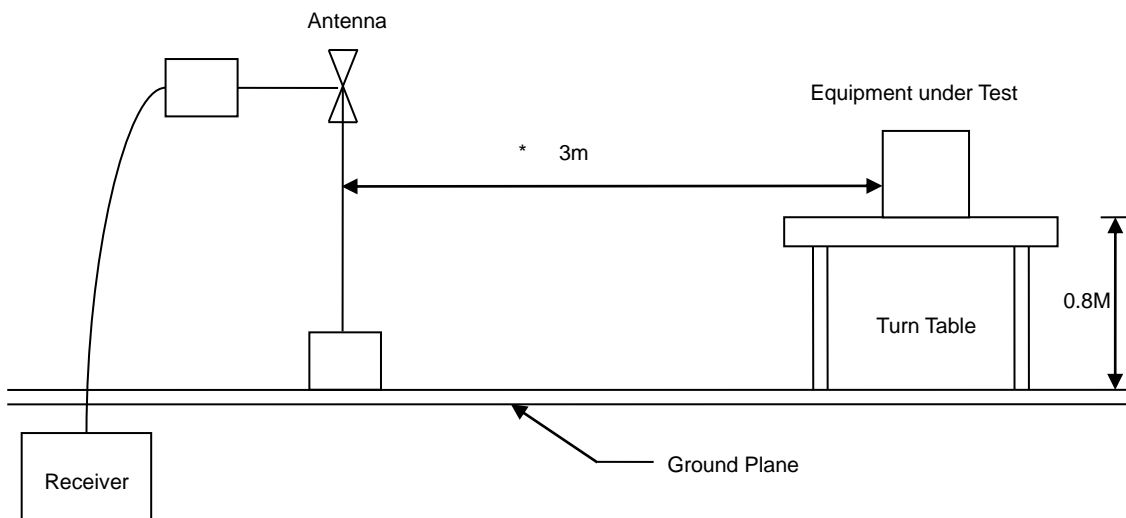 Antenna
Equipment under Test
* 3m
0.8M
Turn Table
Ground Plane
Receiver